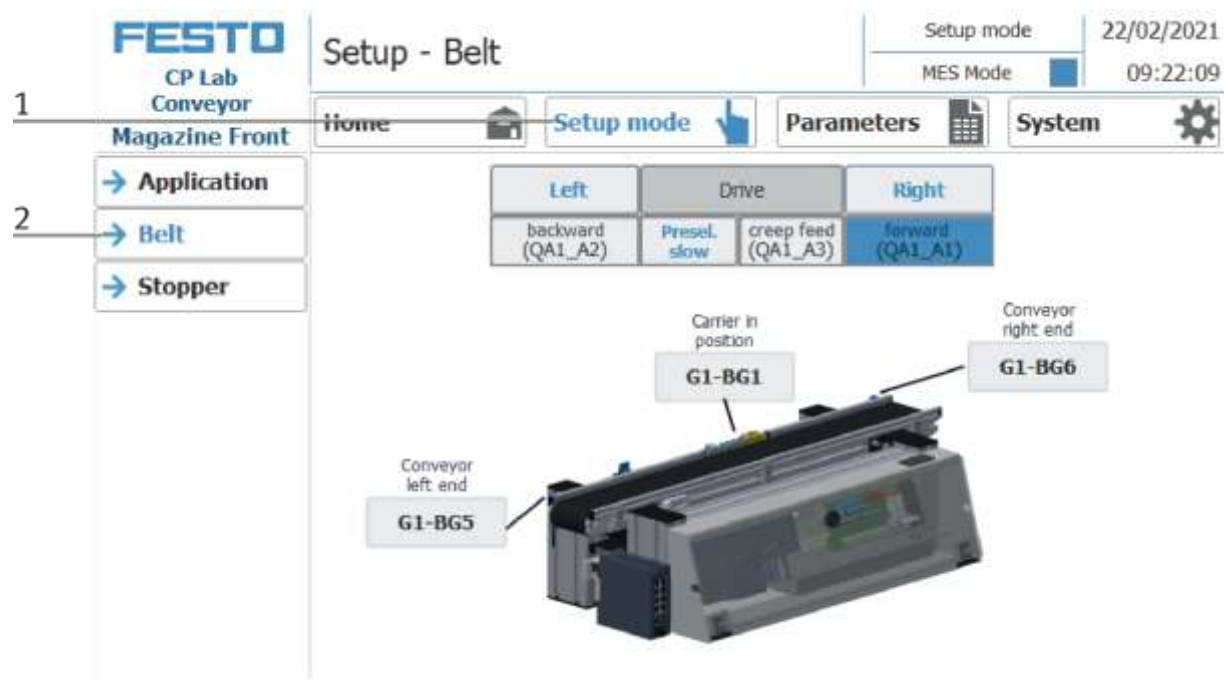 FESTO
CP Lab
Conveyor
Magazine Front
Setup - Belt
Setup mode
MES Mode
22/02/2021
09:22:09
1
Home
Setup mode
Parameters
System
2
Application
Belt
Stopper
Left
Drive
Right
backward
(QA1_A2)
Presel.
slow
creep feed
(QA1_A3)
forward
(QA1_A1)
Carrier in
position
G1-BG1
Conveyor
right end
G1-BG6
Conveyor
left end
G1-BG5